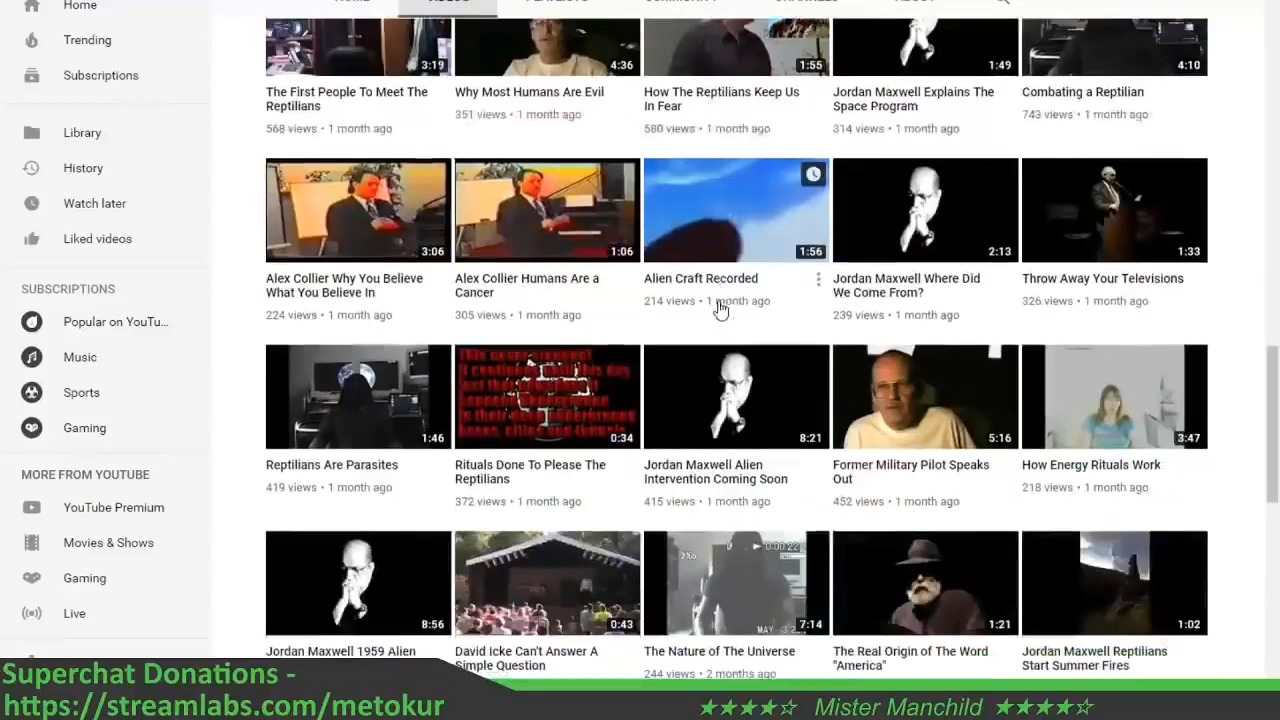 Home
Trending
Subscriptions
Library
History
Watch later
Liked videos
SUBSCRIPTIONS
Popular on YouTu...
Music
Sports
Gaming
MORE FROM YOUTUBE
YouTube Premium
Movies & Shows
Gaming
Live
3:19
4:36
1:55
1:49
4:10
The First People To Meet The
Reptilians
568 views • 1 month ago
Why Most Humans Are Evil
351 views • 1 month ago
How The Reptilians Keep Us
In Fear
580 views • 1 month ago
Jordan Maxwell Explains The
Space Program
314 views • 1 month ago
Combating a Reptilian
743 views • 1 month ago
3:06
1:06
1:56
2:13
1:33
Alex Collier Why You Believe
What You Believe In
224 views • 1 month ago
Alex Collier Humans Are a
Cancer
305 views • 1 month ago
Alien Craft Recorded
214 views • 1 month ago
Jordan Maxwell Where Did
We Come From?
239 views • 1 month ago
Throw Away Your Televisions
326 views • 1 month ago
1:46
0:34
8:21
5:16
3:47
Reptilians Are Parasites
419 views • 1 month ago
Rituals Done To Please The
Reptilians
372 views • 1 month ago
Jordan Maxwell Alien
Intervention Coming Soon
415 views • 1 month ago
Former Military Pilot Speaks
Out
452 views • 1 month ago
How Energy Rituals Work
218 views • 1 month ago
8:56
0:43
0:00:22
7:14
1:21
1:02
Jordan Maxwell 1959 Alien
David Icke Can't Answer A
Simple Question
The Nature of The Universe
244 views • 2 months ago
The Real Origin of The Word
"America"
Jordan Maxwell Reptilians
Start Summer Fires
Superchat Donations -
https://streamlabs.com/metokur
★★★★☆ Mister Manchild ★★★★☆